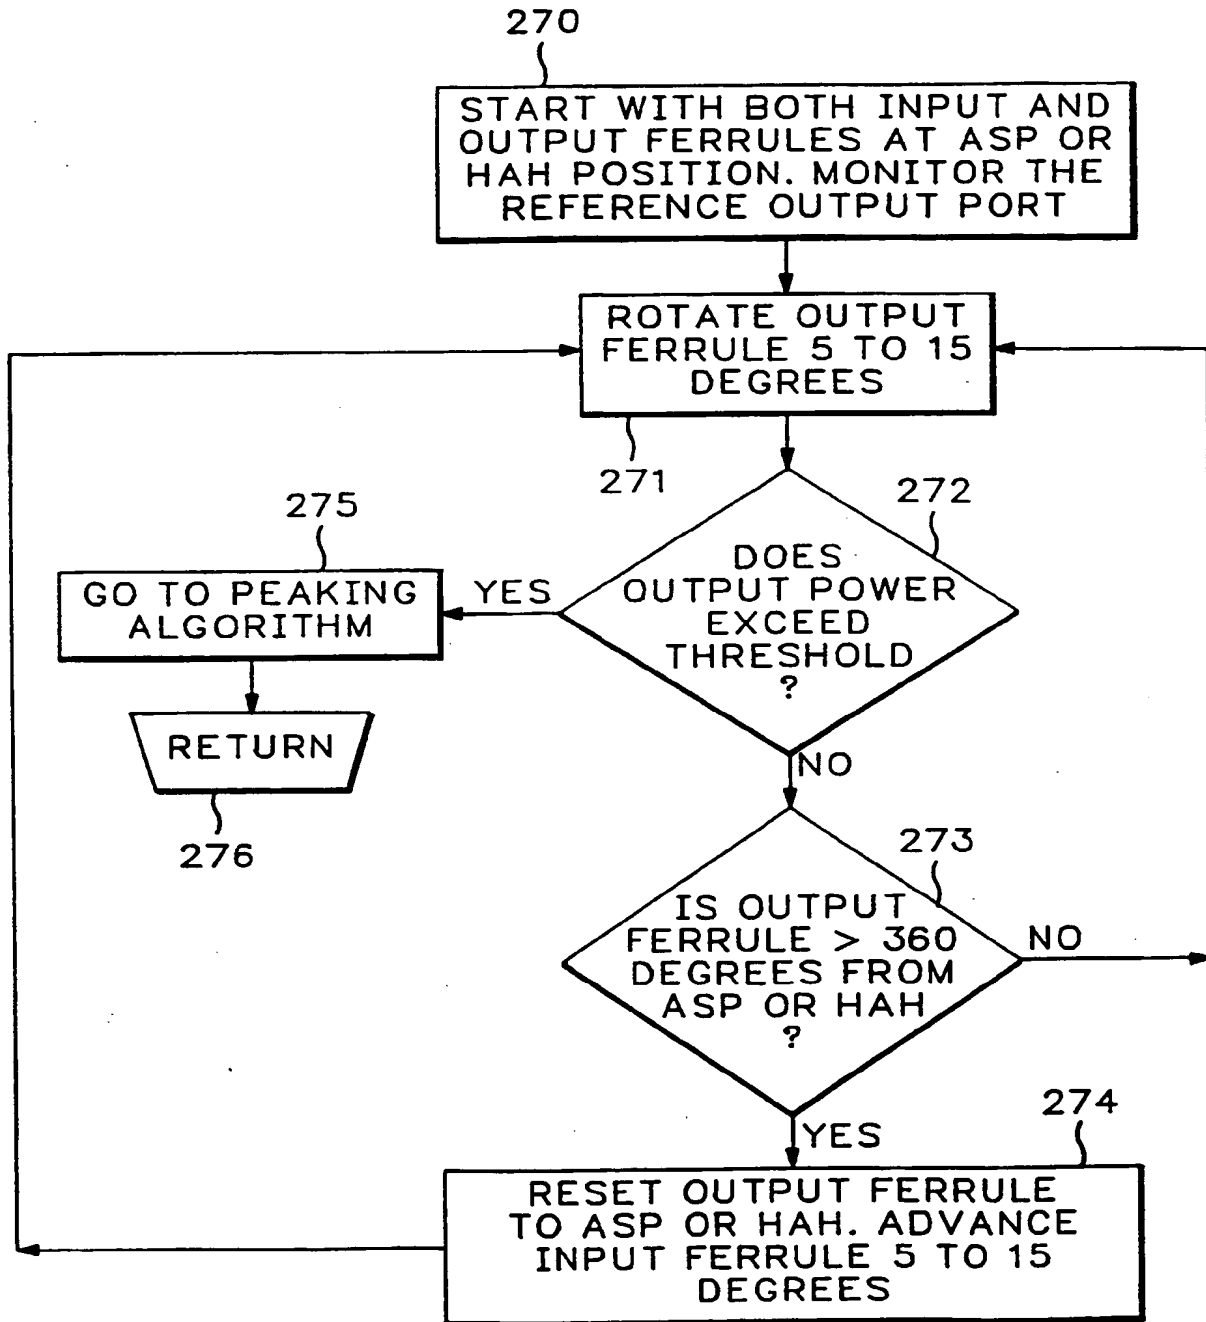 270
START WITH BOTH INPUT AND
OUTPUT FERRULES AT ASP OR
HAH POSITION. MONITOR THE
REFERENCE OUTPUT PORT
ROTATE OUTPUT
FERRULE 5 TO 15
DEGREES
271
272
DOES
OUTPUT POWER
EXCEED
THRESHOLD
?
YES
275
GO TO PEAKING
ALGORITHM
RETURN
276
NO
273
IS OUTPUT
FERRULE > 360
DEGREES FROM
ASP OR HAH
?
NO
YES
274
RESET OUTPUT FERRULE
TO ASP OR HAH. ADVANCE
INPUT FERRULE 5 TO 15
DEGREES